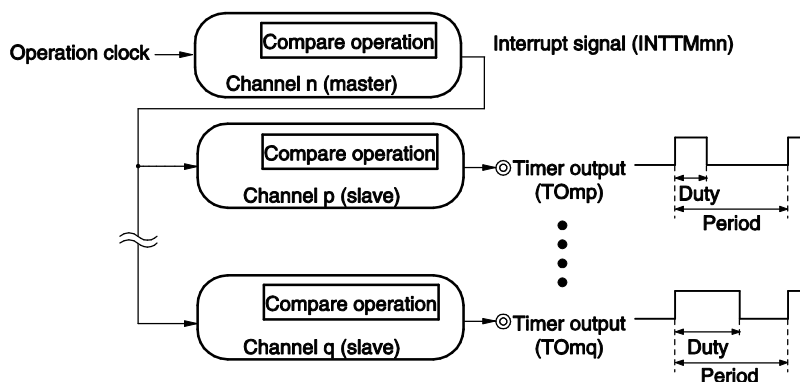 Compare operation
Operation clock
Interrupt signal (INTTMmn)
Channel n (master)
Compare operation
Timer output
(TOmp)
Channel p (slave)
Duty
Period
Compare operation
Timer output
(TOmq)
Channel q (slave)
Duty
Period